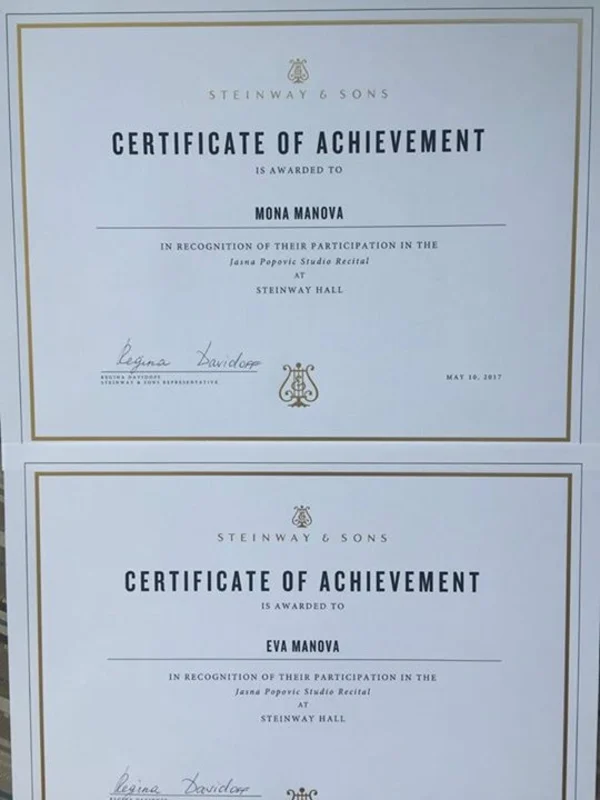 STEINWAY & SONS
CERTIFICATE OF ACHIEVEMENT
IS AWARDED TO
MONA MANOVA
IN RECOGNITION OF THEIR PARTICIPATION IN THE
Jasna Popovic Studio Recital
AT
STEINWAY HALL
Regina Davidoff
REGINA DAVIDOFF
STEINWAY & SONS REPRESENTATIVE
MAY 10, 2017
STEINWAY & SONS
CERTIFICATE OF ACHIEVEMENT
IS AWARDED TO
EVA MANOVA
IN RECOGNITION OF THEIR PARTICIPATION IN THE
Jasna Popovic Studio Recital
AT
STEINWAY HALL
Regina Davidoff
REGINA DAVIDOFF